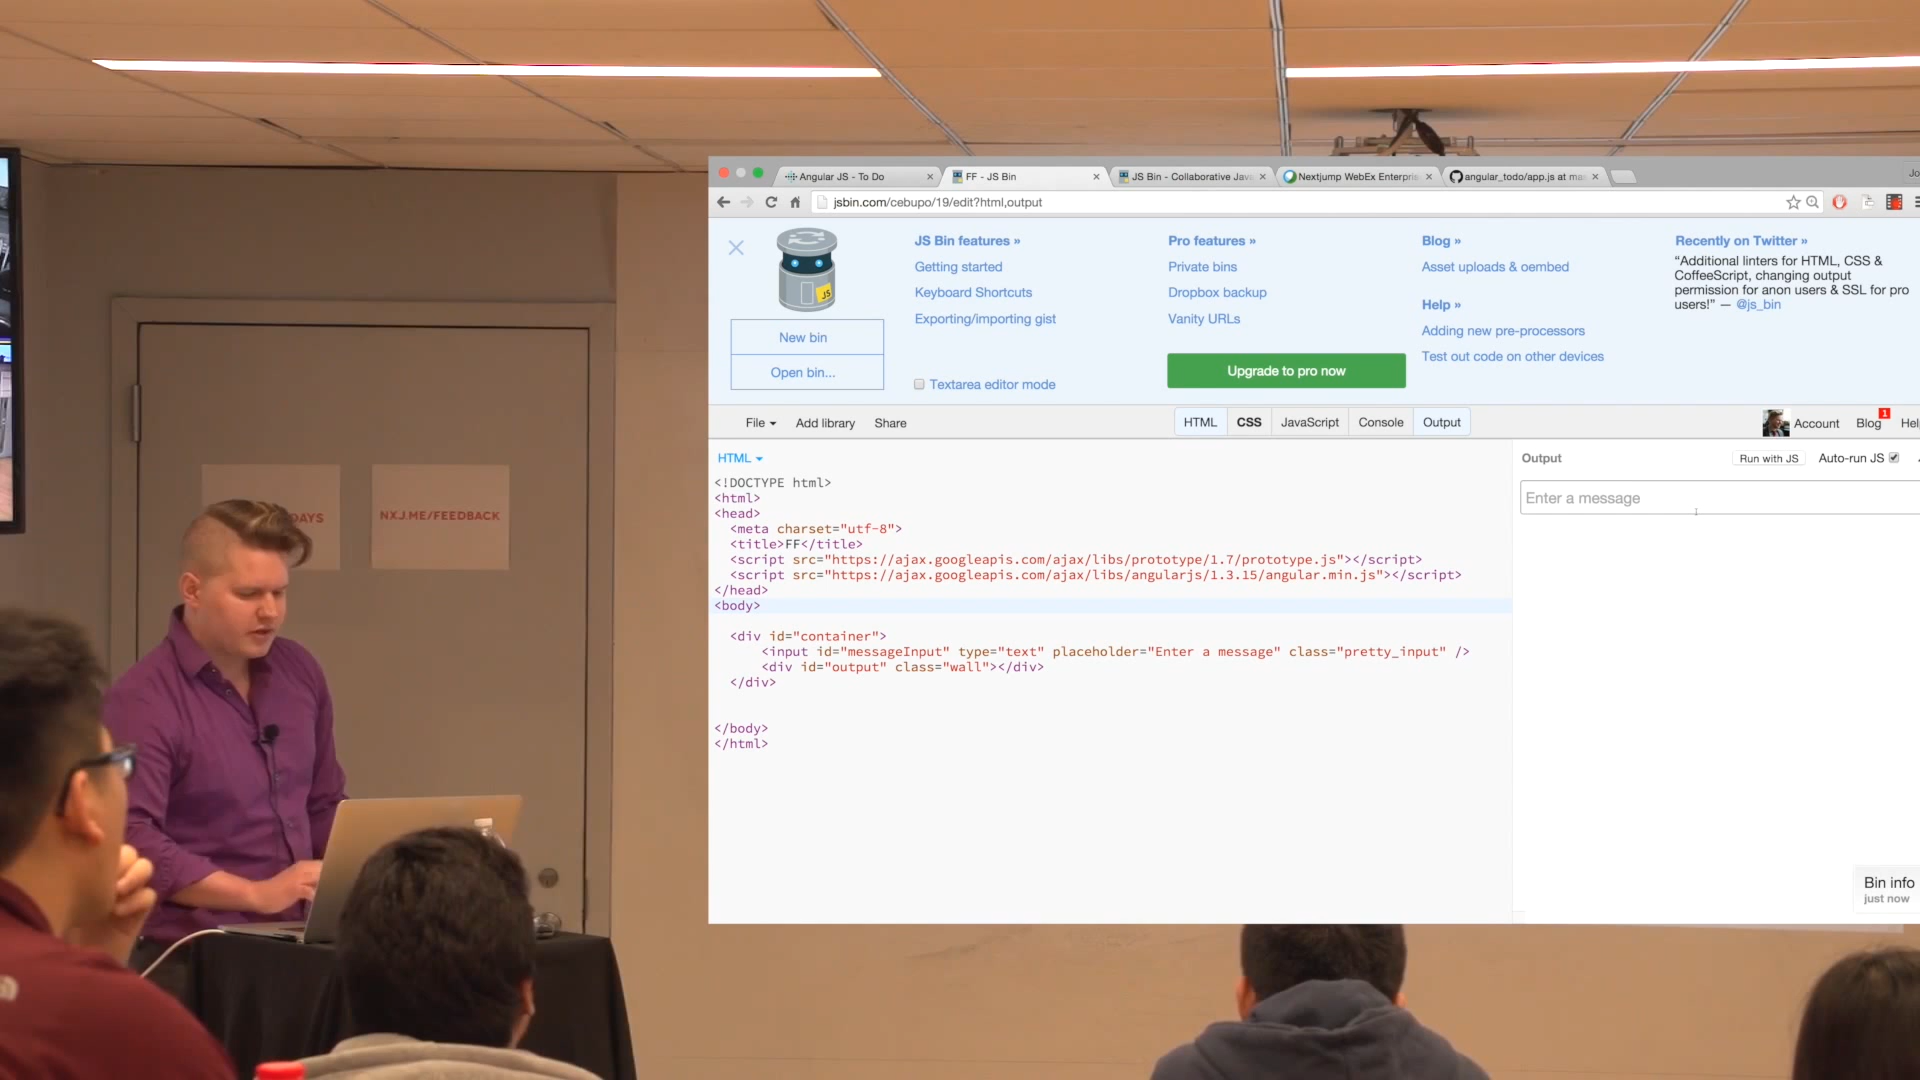 Angular JS - To Do
FF - JS Bin
JS Bin - Collaborative Java
Nextjump WebEx Enterpris
angular_todo/app.js at mas
Jo
jsbin.com/cebupo/19/edit?html,output
JS Bin features »
Getting started
Keyboard Shortcuts
Exporting/importing gist
Textarea editor mode
New bin
Open bin...
JS
Pro features »
Private bins
Dropbox backup
Vanity URLs
Upgrade to pro now
Blog »
Asset uploads & oembed
Help »
Adding new pre-processors
Test out code on other devices
Recently on Twitter »
“Additional linters for HTML, CSS &
CoffeeScript, changing output
permission for anon users & SSL for pro
users!” — @js_bin
File Add library Share HTML CSS JavaScript Console Output Account Blog 1 Hel
HTML
<!DOCTYPE html>
<html>
<head>
<meta charset="utf-8">
<title>FF</title>
<script src="https://ajax.googleapis.com/ajax/libs/prototype/1.7/prototype.js"></script>
<script src="https://ajax.googleapis.com/ajax/libs/angularjs/1.3.15/angular.min.js"></script>
</head>
<body>
<div id="container">
<input id="messageInput" type="text" placeholder="Enter a message" class="pretty_input" />
<div id="output" class="wall"></div>
</div>
</body>
</html>
Output Run with JS Auto-run JS
Enter a message
Bin info
just now
DAYS
NXJ.ME/FEEDBACK